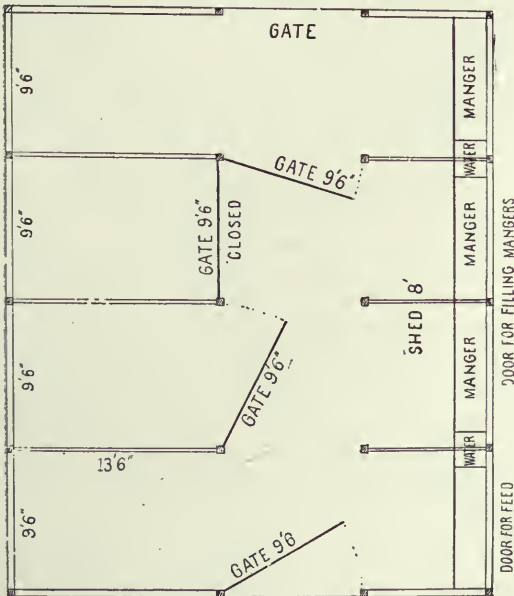 GATE
9'6"
MANGER
WATER
GATE 9'6"
9'6"
GATE 9'6"
CLOSED
MANGER
DOOR FOR FILLING MANGERS
SHED 8'
9'6"
GATE 9'6"
MANGER
13'6"
WATER
9'6"
GATE 9'6
DOOR FOR FEED